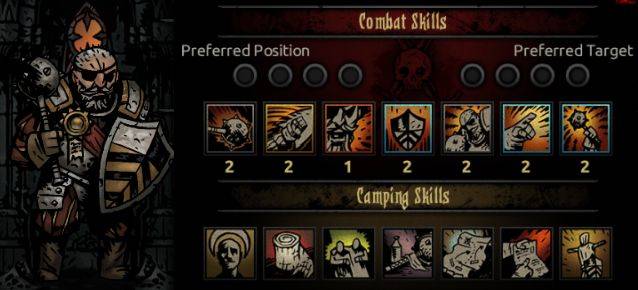 Combat Skills
Preferred Position Preferred Target
2 2 1 2 2 2 2
Camping Skills